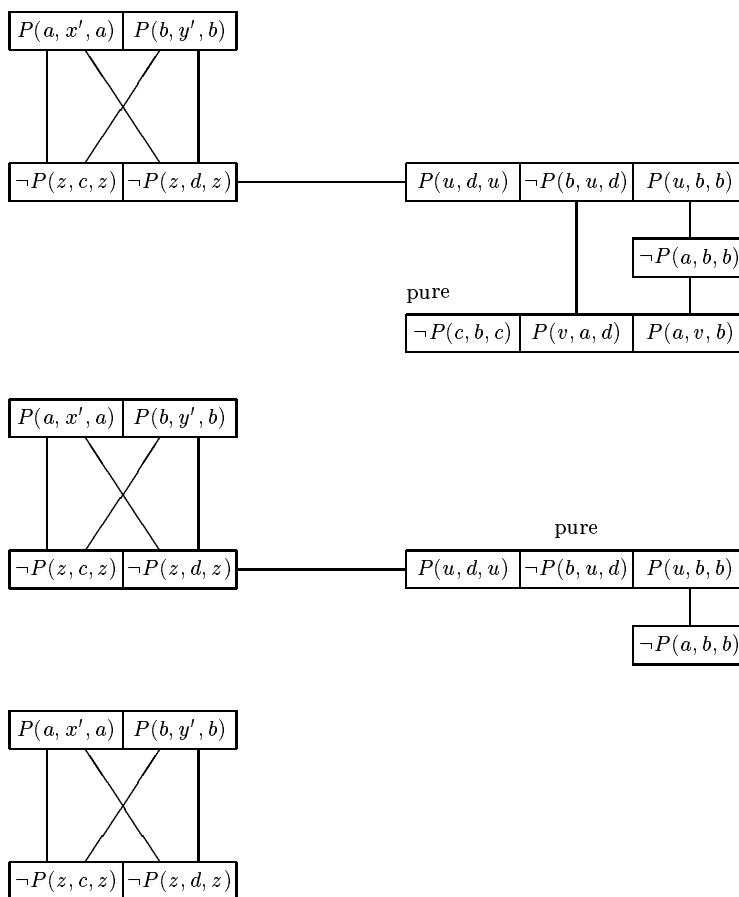 P(a, x′, a) P(b, y′, b)
¬P(z, c, z) ¬P(z, d, z) P(u, d, u) ¬P(b, u, d) P(u, b, b)
¬P(a, b, b)
pure
¬P(c, b, c) P(v, a, d) P(a, v, b)
P(a, x′, a) P(b, y′, b)
pure
¬P(z, c, z) ¬P(z, d, z) P(u, d, u) ¬P(b, u, d) P(u, b, b)
¬P(a, b, b)
P(a, x′, a) P(b, y′, b)
¬P(z, c, z) ¬P(z, d, z)